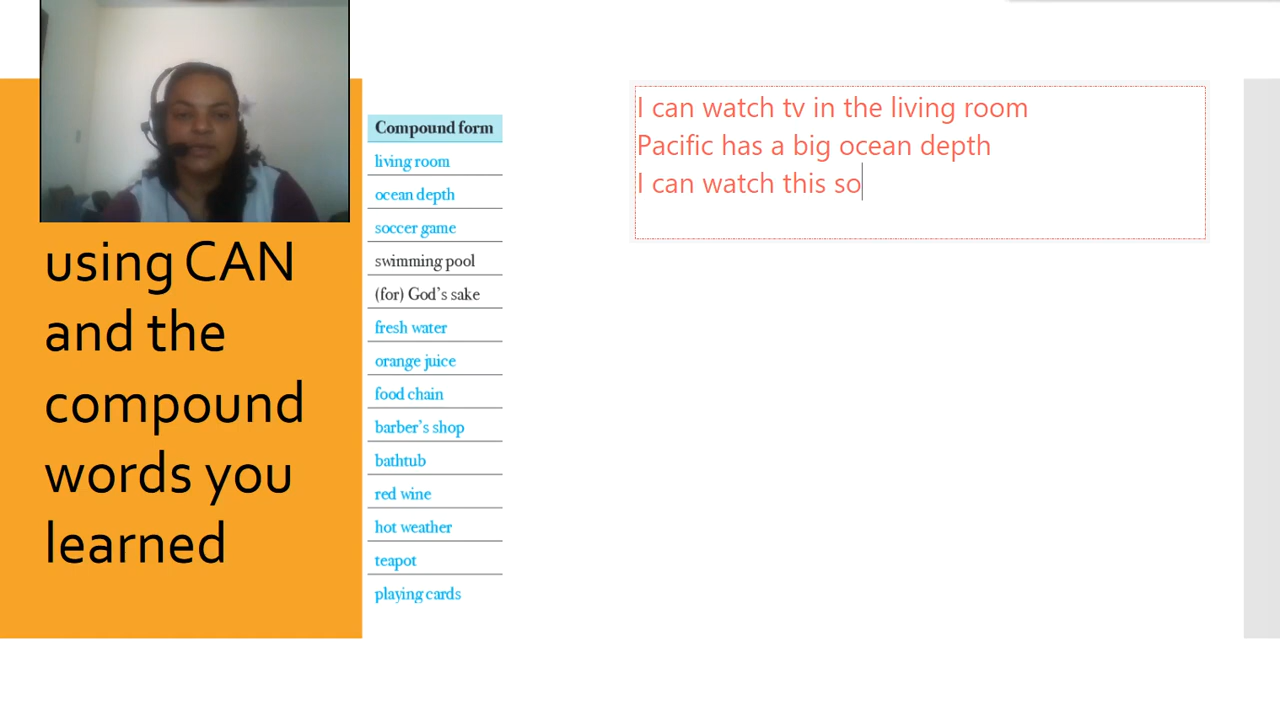 using CAN
and the
compound
words you
learned
Compound form
living room
ocean depth
soccer game
swimming pool
(for) God's sake
fresh water
orange juice
food chain
barber's shop
bathtub
red wine
hot weather
teapot
playing cards
I can watch tv in the living room
Pacific has a big ocean depth
I can watch this so